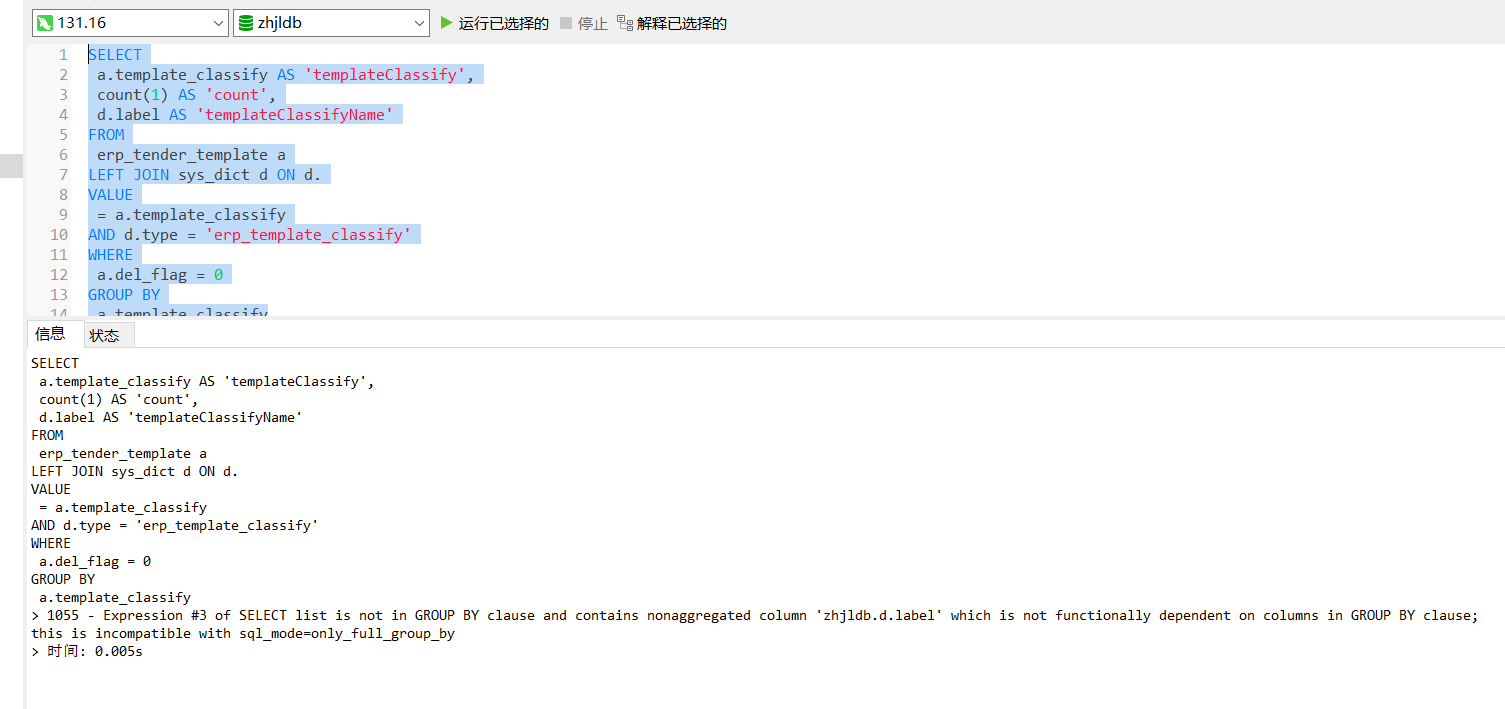 131.16 zhjldb 运行已选择的 停止 解释已选择的
1 SELECT
2 a.template_classify AS 'templateClassify',
3 count(1) AS 'count',
4 d.label AS 'templateClassifyName'
5 FROM
6 erp_tender_template a
7 LEFT JOIN sys_dict d ON d.
8 VALUE
9 = a.template_classify
10 AND d.type = 'erp_template_classify'
11 WHERE
12 a.del_flag = 0
13 GROUP BY
14 a.template_classify
信息 状态
SELECT
a.template_classify AS 'templateClassify',
count(1) AS 'count',
d.label AS 'templateClassifyName'
FROM
erp_tender_template a
LEFT JOIN sys_dict d ON d.
VALUE
= a.template_classify
AND d.type = 'erp_template_classify'
WHERE
a.del_flag = 0
GROUP BY
a.template_classify
> 1055 - Expression #3 of SELECT list is not in GROUP BY clause and contains nonaggregated column 'zhjldb.d.label' which is not functionally dependent on columns in GROUP BY clause;
this is incompatible with sql_mode=only_full_group_by
> 时间: 0.005s